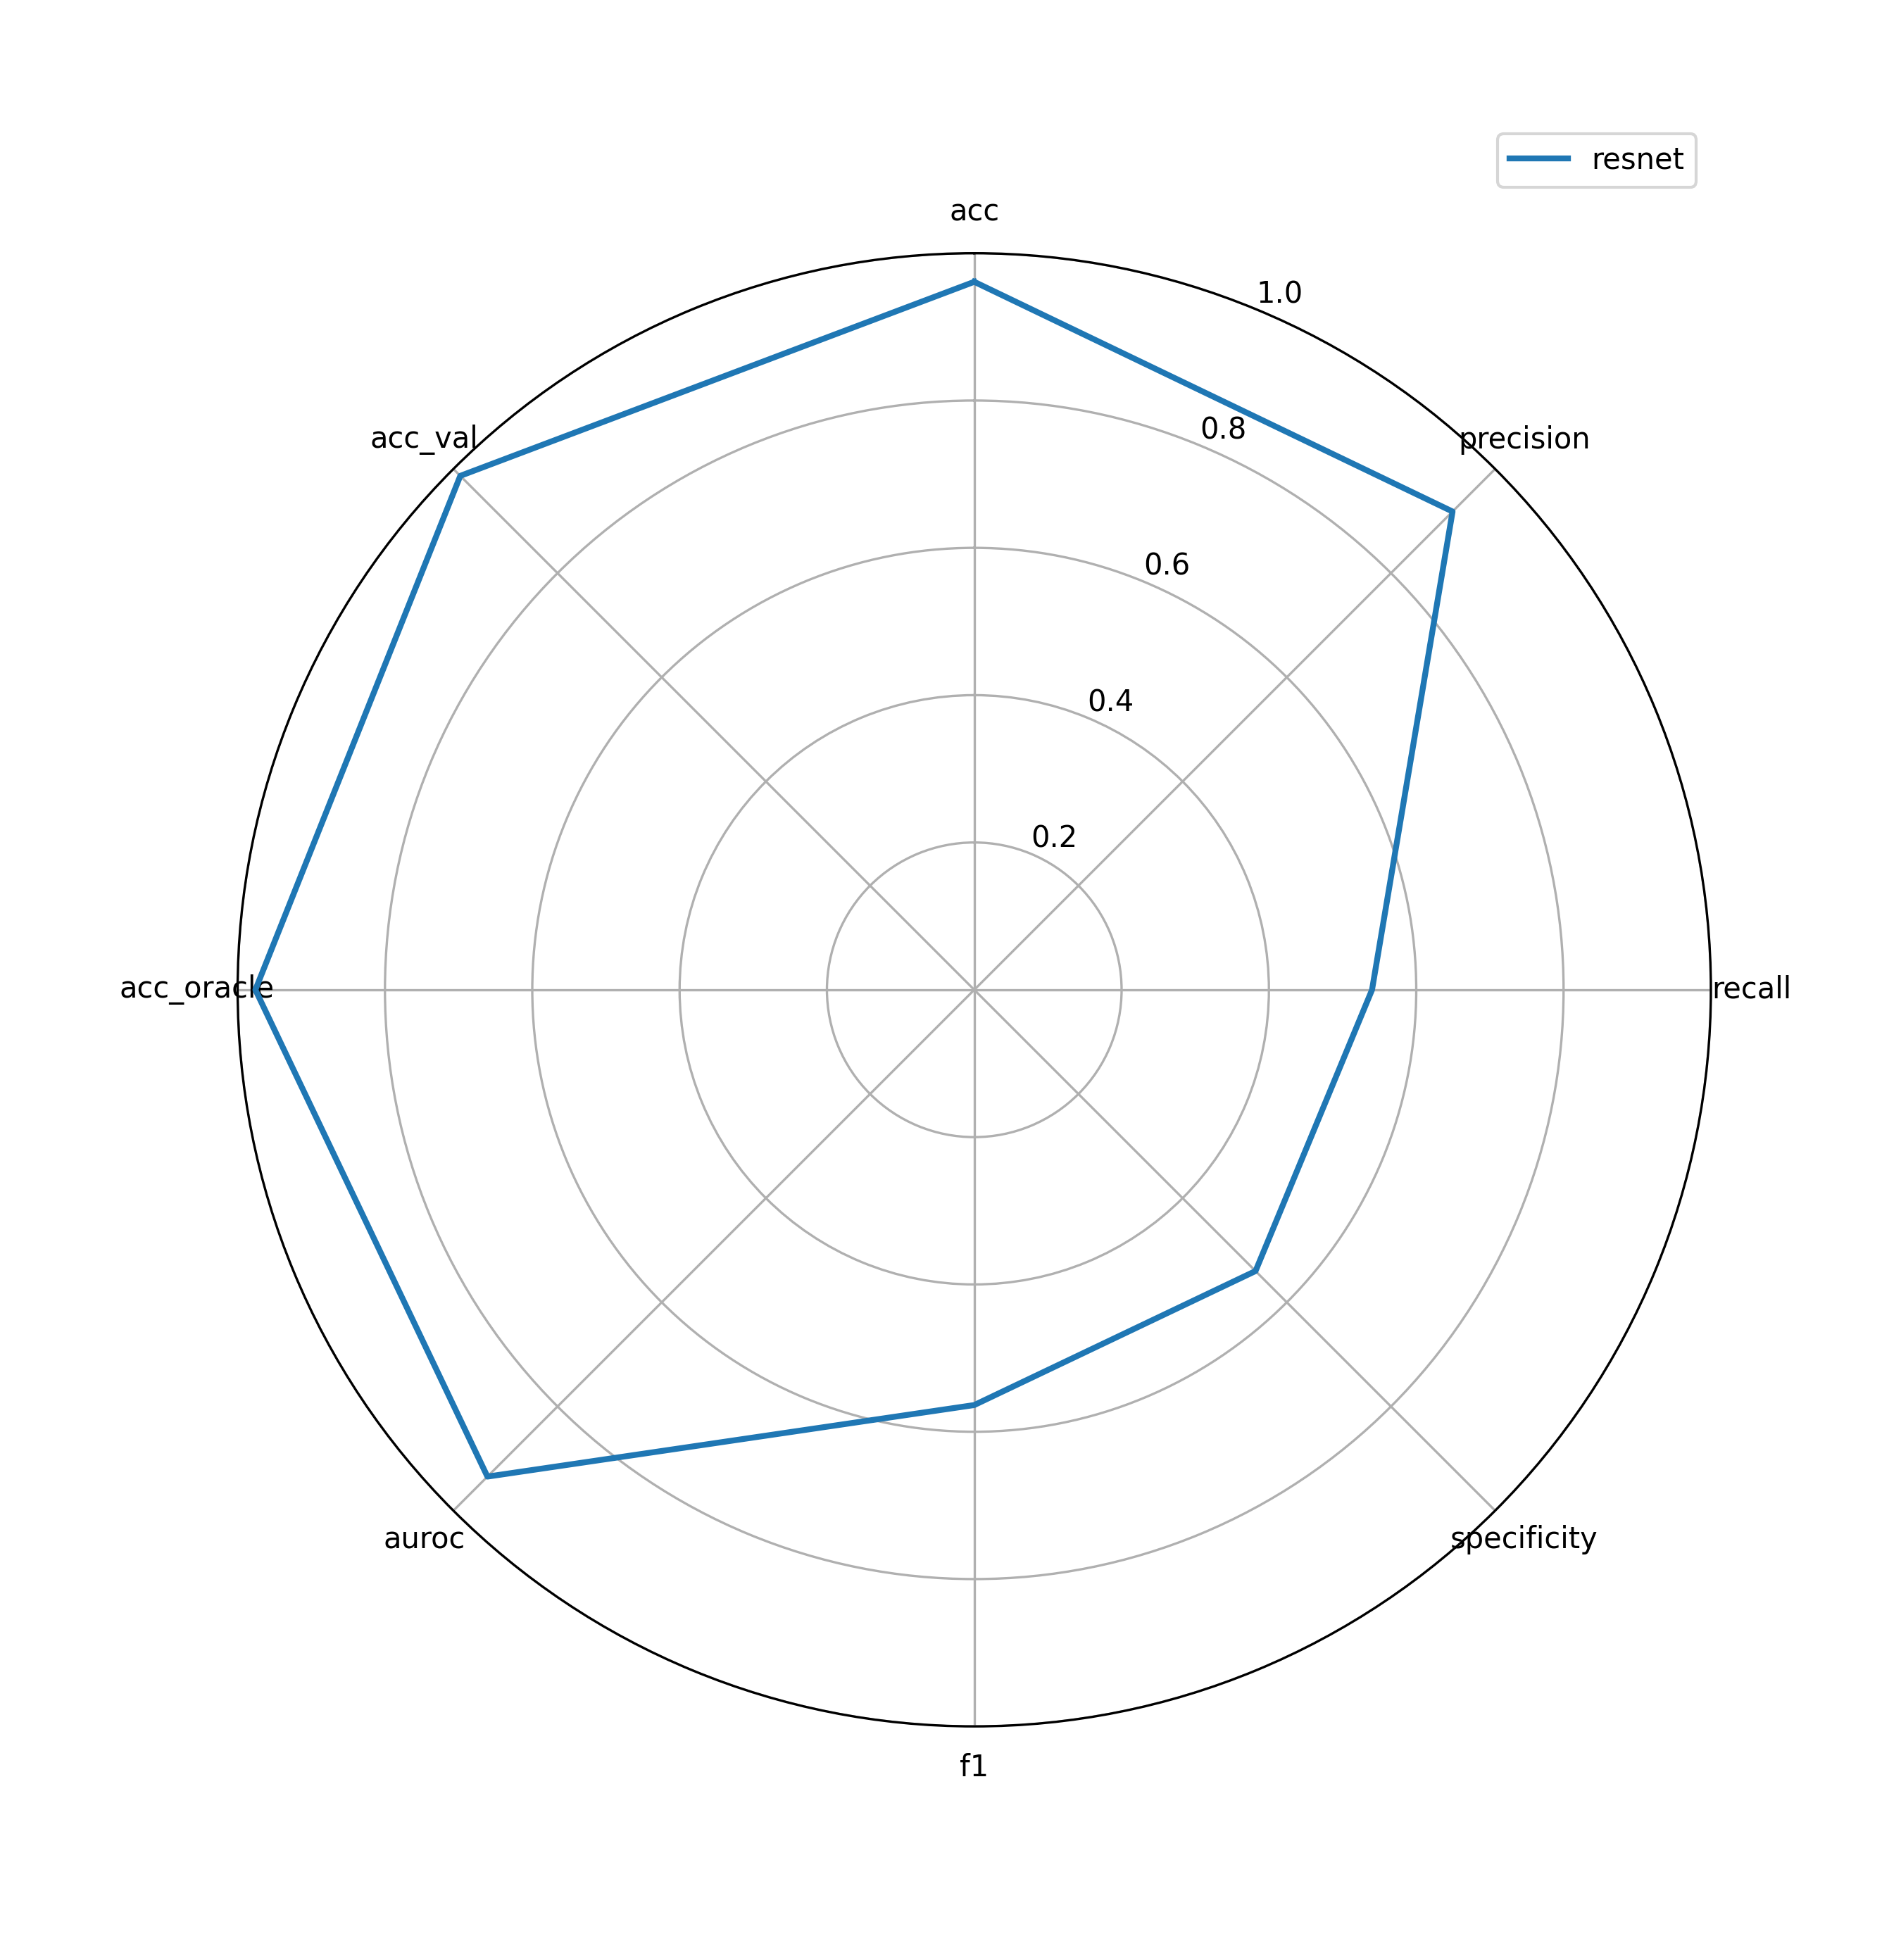 resnet
acc
1.0
0.8
precision
acc_val
0.6
0.4
0.2
acc_oracle
recall
auroc
specificity
f1